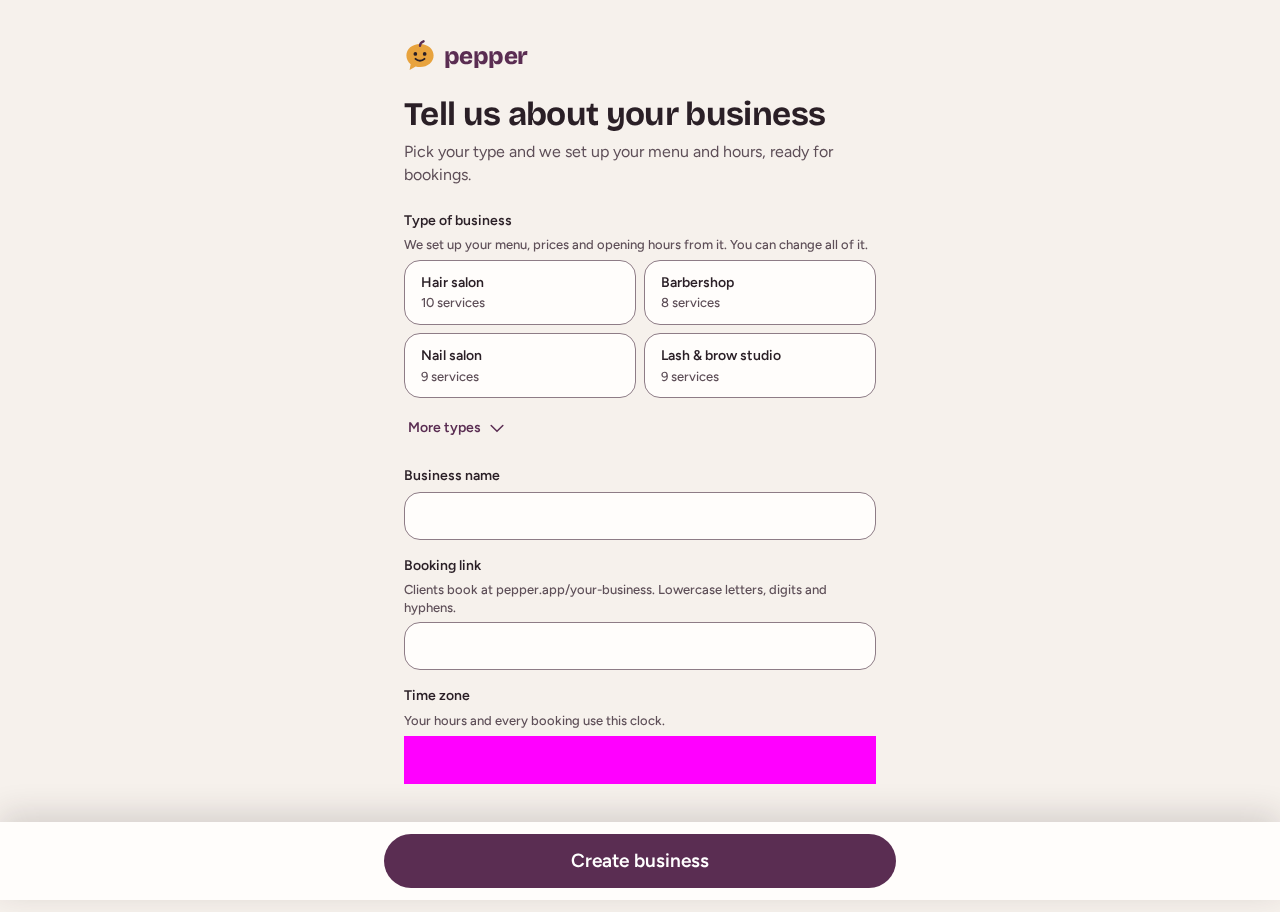 pepper
Tell us about your business
Pick your type and we set up your menu and hours, ready for
bookings.
Type of business
We set up your menu, prices and opening hours from it. You can change all of it.
Hair salon
10 services
Barbershop
8 services
Nail salon
9 services
Lash & brow studio
9 services
More types
Business name
Booking link
Clients book at pepper.app/your-business. Lowercase letters, digits and
hyphens.
Time zone
Your hours and every booking use this clock.
Create business